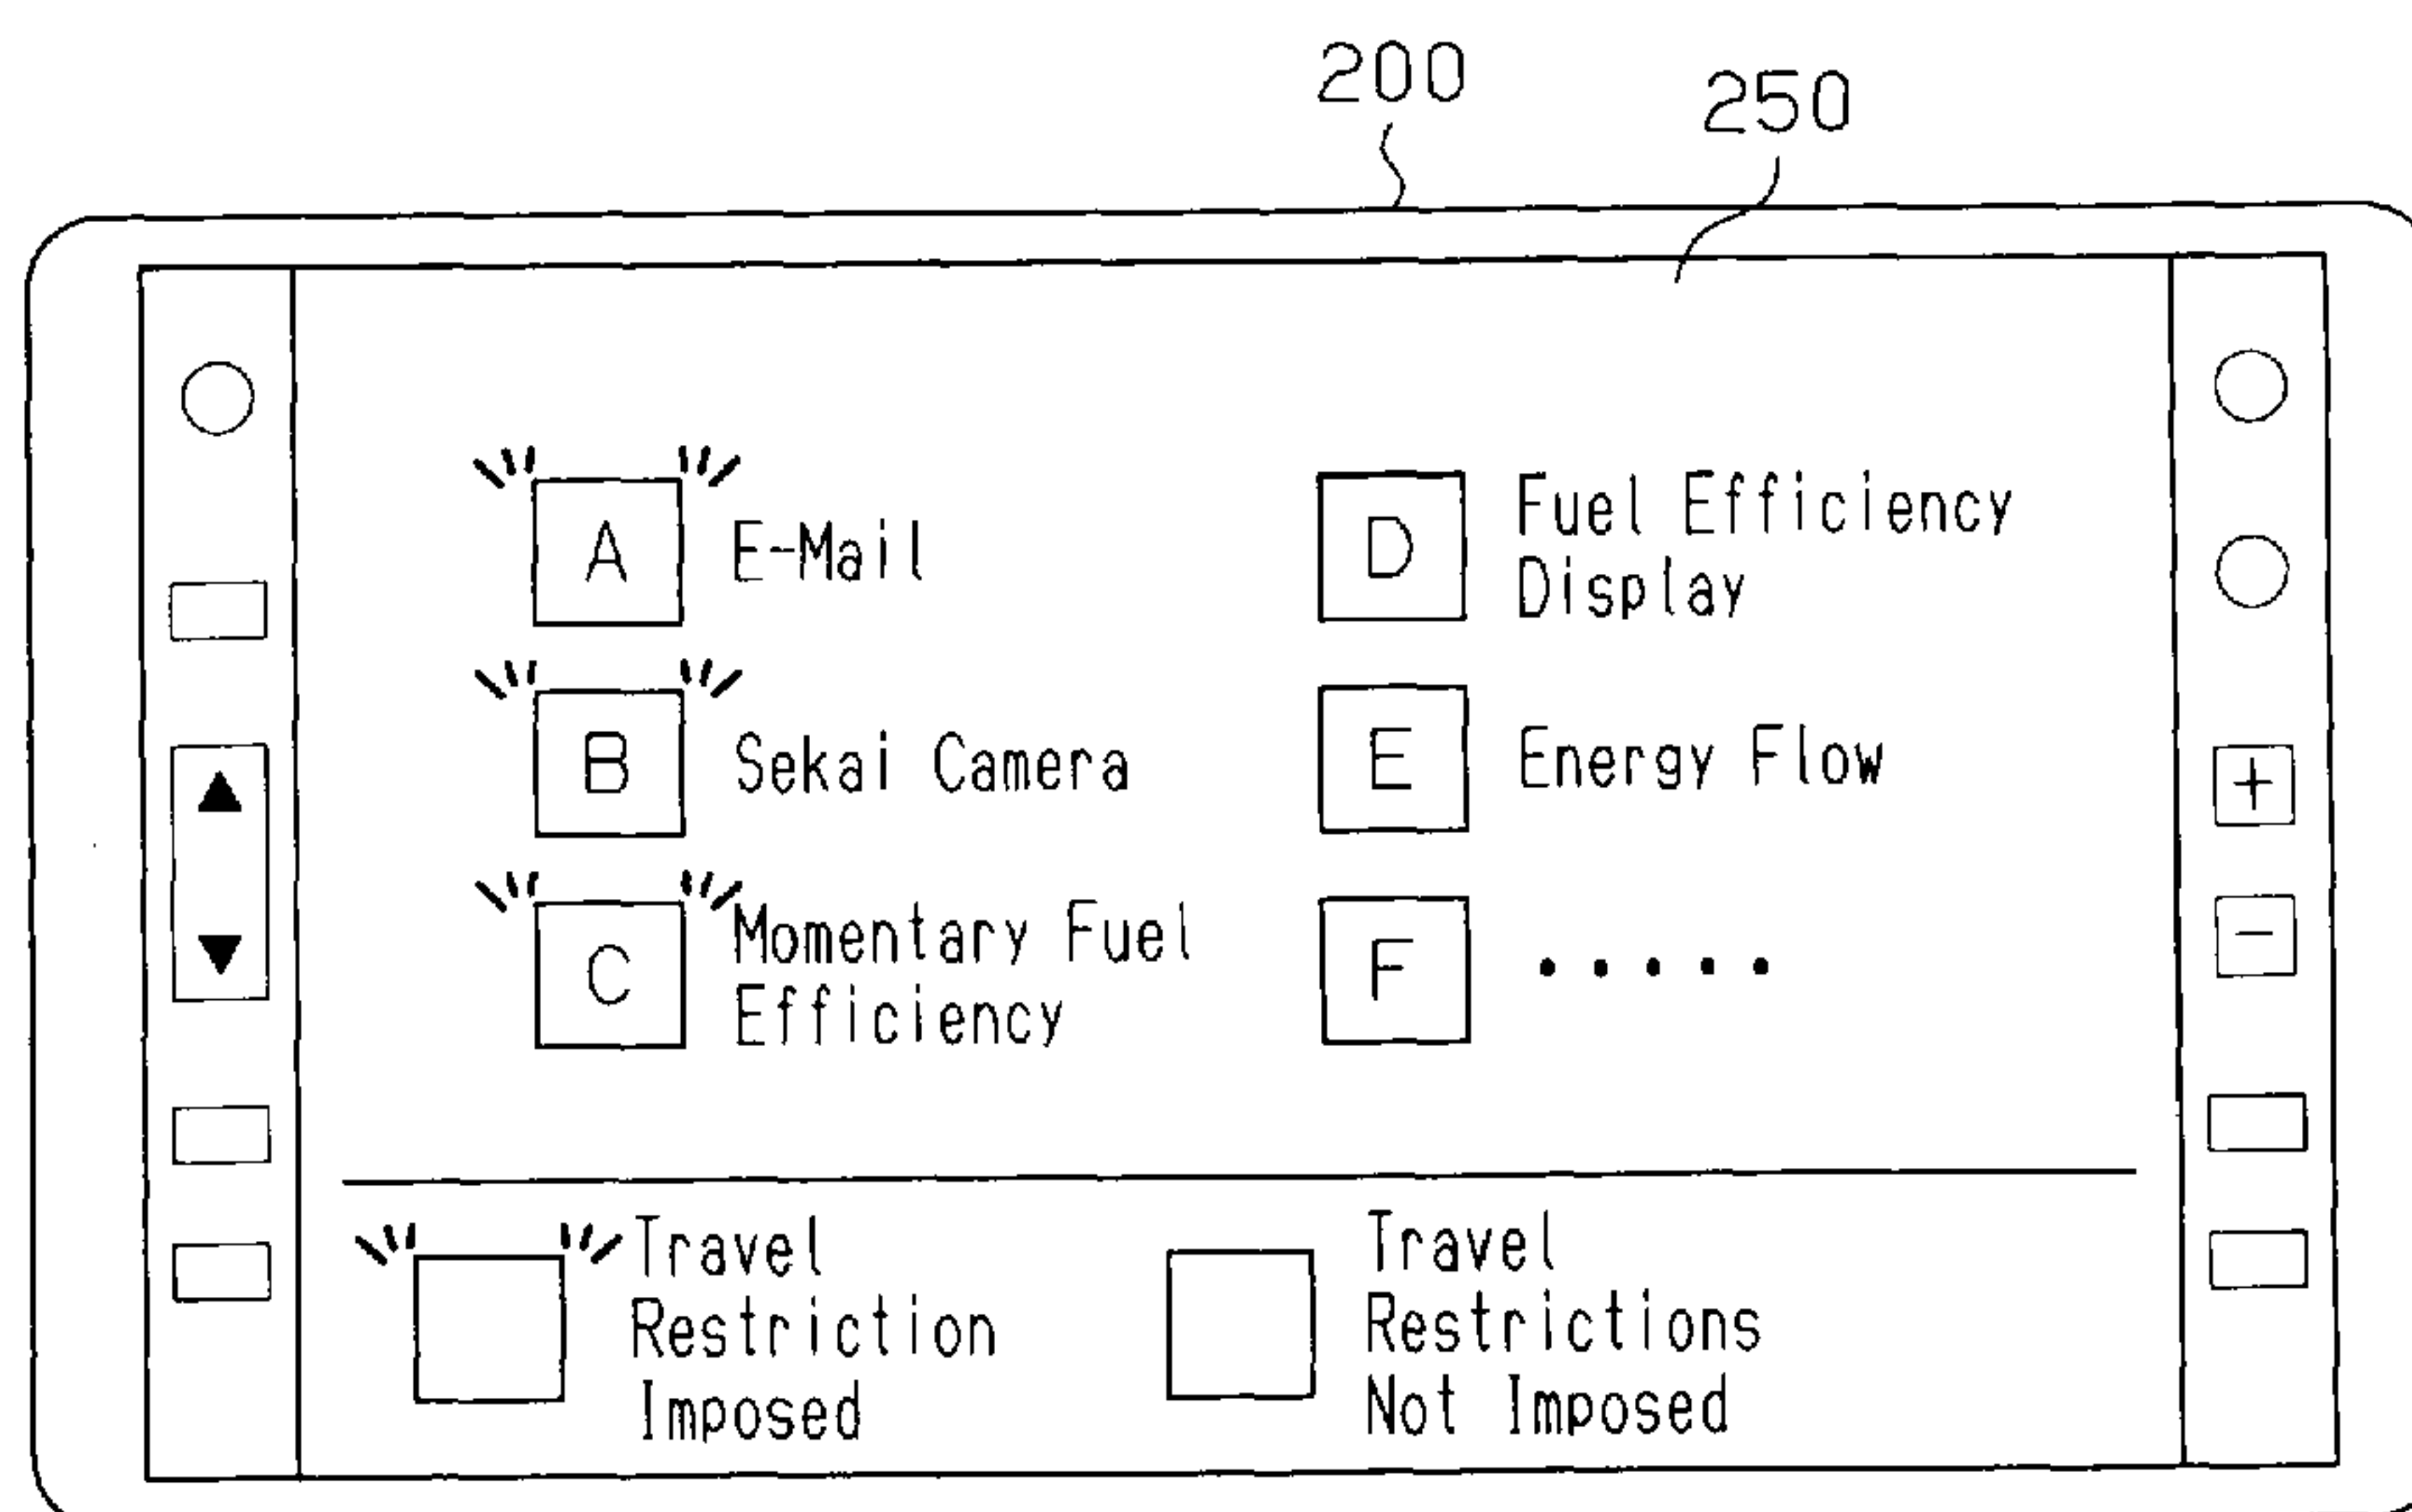 200
250
A E-Mail
D Fuel Efficiency
Display
B Sekai Camera
E Energy Flow
C Momentary Fuel
Efficiency
F •••••
+
-
Travel
Restriction
Imposed
Travel
Restrictions
Not Imposed